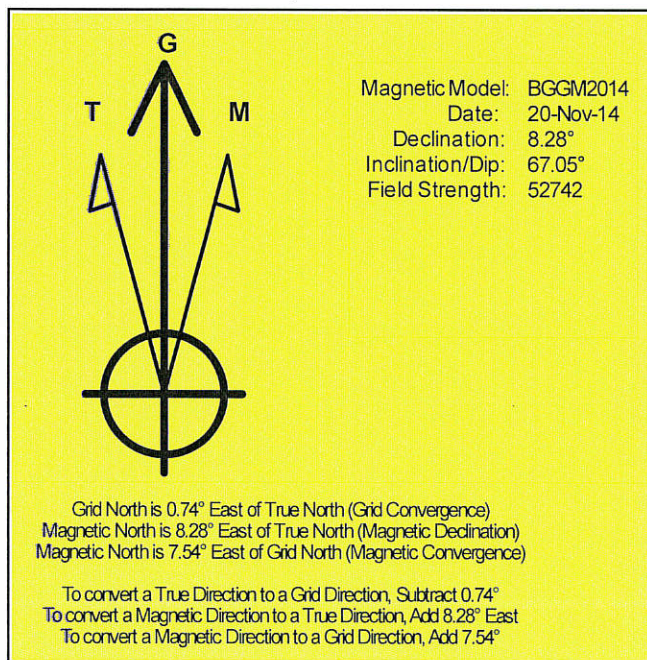 G
T
M
Magnetic Model: BGGM2014
Date: 20-Nov-14
Declination: 8.28°
Inclination/Dip: 67.05°
Field Strength: 52742
Grid North is 0.74° East of True North (Grid Convergence)
Magnetic North is 8.28° East of True North (Magnetic Declination)
Magnetic North is 7.54° East of Grid North (Magnetic Convergence)
To convert a True Direction to a Grid Direction, Subtract 0.74°
To convert a Magnetic Direction to a True Direction, Add 8.28° East
To convert a Magnetic Direction to a Grid Direction, Add 7.54°